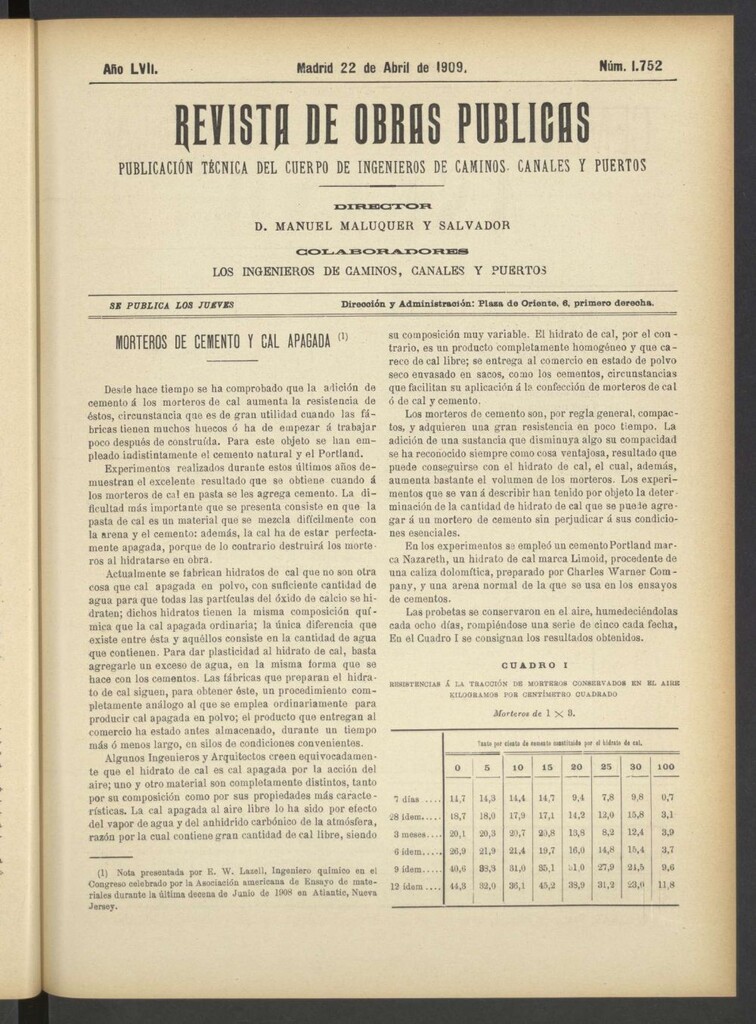 Año LVII. Madrid 22 de Abril de 1909. Núm. 1.752
REVISTA DE OBRAS PUBLICAS
PUBLICACIÓN TÉCNICA DEL CUERPO DE INGENIEROS DE CAMINOS. CANALES Y PUERTOS
DIRECTOR
D. MANUEL MALUQUER Y SALVADOR
COLABORADORES
LOS INGENIEROS DE CAMINOS, CANALES Y PUERTOS
SE PUBLICA LOS JUEVES Dirección y Administración: Plaza de Oriente, 6, primero derecha.
MORTEROS DE CEMENTO Y CAL APAGADA (1)
Desde hace tiempo se ha comprobado que la adición de
cemento á los morteros de cal aumenta la resistencia de
éstos, circunstancia que es de gran utilidad cuando las fá-
bricas tienen muchos huecos ó ha de empezar á trabajar
poco después de construída. Para este objeto se han em-
pleado indistintamente el cemento natural y el Portland.
Experimentos realizados durante estos últimos años de-
muestran el excelente resultado que se obtiene cuando á
los morteros de cal en pasta se les agrega cemento. La di-
ficultad más importante que se presenta consiste en que la
pasta de cal es un material que se mezcla difícilmente con
la arena y el cemento: además, la cal ha de estar perfecta-
mente apagada, porque de lo contrario destruirá los morte-
ros al hidratarse en obra.
Actualmente se fabrican hidratos de cal que no son otra
cosa que cal apagada en polvo, con suficiente cantidad de
agua para que todas las partículas del óxido de calcio se hi-
draten; dichos hidratos tienen la misma composición quí-
mica que la cal apagada ordinaria; la única diferencia que
existe entre ésta y aquéllos consiste en la cantidad de agua
que contienen. Para dar plasticidad al hidrato de cal, basta
agregarle un exceso de agua, en la misma forma que se
hace con los cementos. Las fábricas que preparan el hidra-
to de cal siguen, para obtener éste, un procedimiento com-
pletamente análogo al que se emplea ordinariamente para
producir cal apagada en polvo; el producto que entregan al
comercio ha estado antes almacenado, durante un tiempo
más ó menos largo, en silos de condiciones convenientes.
Algunos Ingenieros y Arquitectos creen equivocadamen-
te que el hidrato de cal es cal apagada por la acción del
aire; uno y otro material son completamente distintos, tanto
por su composición como por sus propiedades más caracte-
rísticas. La cal apagada al aire libre lo ha sido por efecto
del vapor de agua y del anhidrido carbónico de la atmósfera,
razón por la cual contiene gran cantidad de cal libre, siendo
(1) Nota presentada por E. W. Lazell, Ingeniero químico en el
Congreso celebrado por la Asociación americana de Ensayo de mate-
riales durante la última decena de Junio de 1908 en Atlantic, Nueva
Jersey.
su composición muy variable. El hidrato de cal, por el con-
trario, es un producto completamente homogéneo y que ca-
rece de cal libre; se entrega al comercio en estado de polvo
seco envasado en sacos, como los cementos, circunstancias
que facilitan su aplicación á la confección de morteros de cal
ó de cal y cemento.
Los morteros de cemento son, por regla general, compac-
tos, y adquieren una gran resistencia en poco tiempo. La
adición de una sustancia que disminuya algo su compacidad
se ha reconocido siempre como cosa ventajosa, resultado que
puede conseguirse con el hidrato de cal, el cual, además,
aumenta bastante el volumen de los morteros. Los experi-
mentos que se van á describir han tenido por objeto la deter-
minación de la cantidad de hidrato de cal que se puede agre-
gar á un mortero de cemento sin perjudicar á sus condicio-
nes esenciales.
En los experimentos se empleó un cemento Portland mar-
ca Nazareth, un hidrato de cal marca Limoid, procedente de
una caliza dolomítica, preparado por Charles Warner Com-
pany, y una arena normal de la que se usa en los ensayos
de cementos.
Las probetas se conservaron en el aire, humedeciéndolas
cada ocho días, rompiéndose una serie de cinco cada fecha,
En el Cuadro I se consignan los resultados obtenidos.
CUADRO I
RESISTENCIAS Á LA TRACCIÓN DE MORTEROS CONSERVADOS EN EL AIRE
KILOGRAMOS POR CENTÍMETRO CUADRADO
Morteros de 1 × 3.
Tanto por ciento de cemento sustituido por el hidrato de cal.
0 5 10 15 20 25 30 100
7 días .... 14,7 14,3 14,4 14,7 9,4 7,8 9,8 0,7
28 ídem.... 18,7 18,0 17,9 17,1 14,2 12,0 15,8 3,1
3 meses.... 20,1 20,3 20,7 20,8 13,8 8,2 12,4 3,9
6 ídem..... 26,9 21,9 21,4 19,7 16,0 14,8 15,4 3,7
9 ídem..... 40,6 38,3 31,0 35,1 31,0 27,9 24,5 9,6
12 ídem.... 44,3 32,0 36,1 45,2 38,9 31,2 23,0 11,8